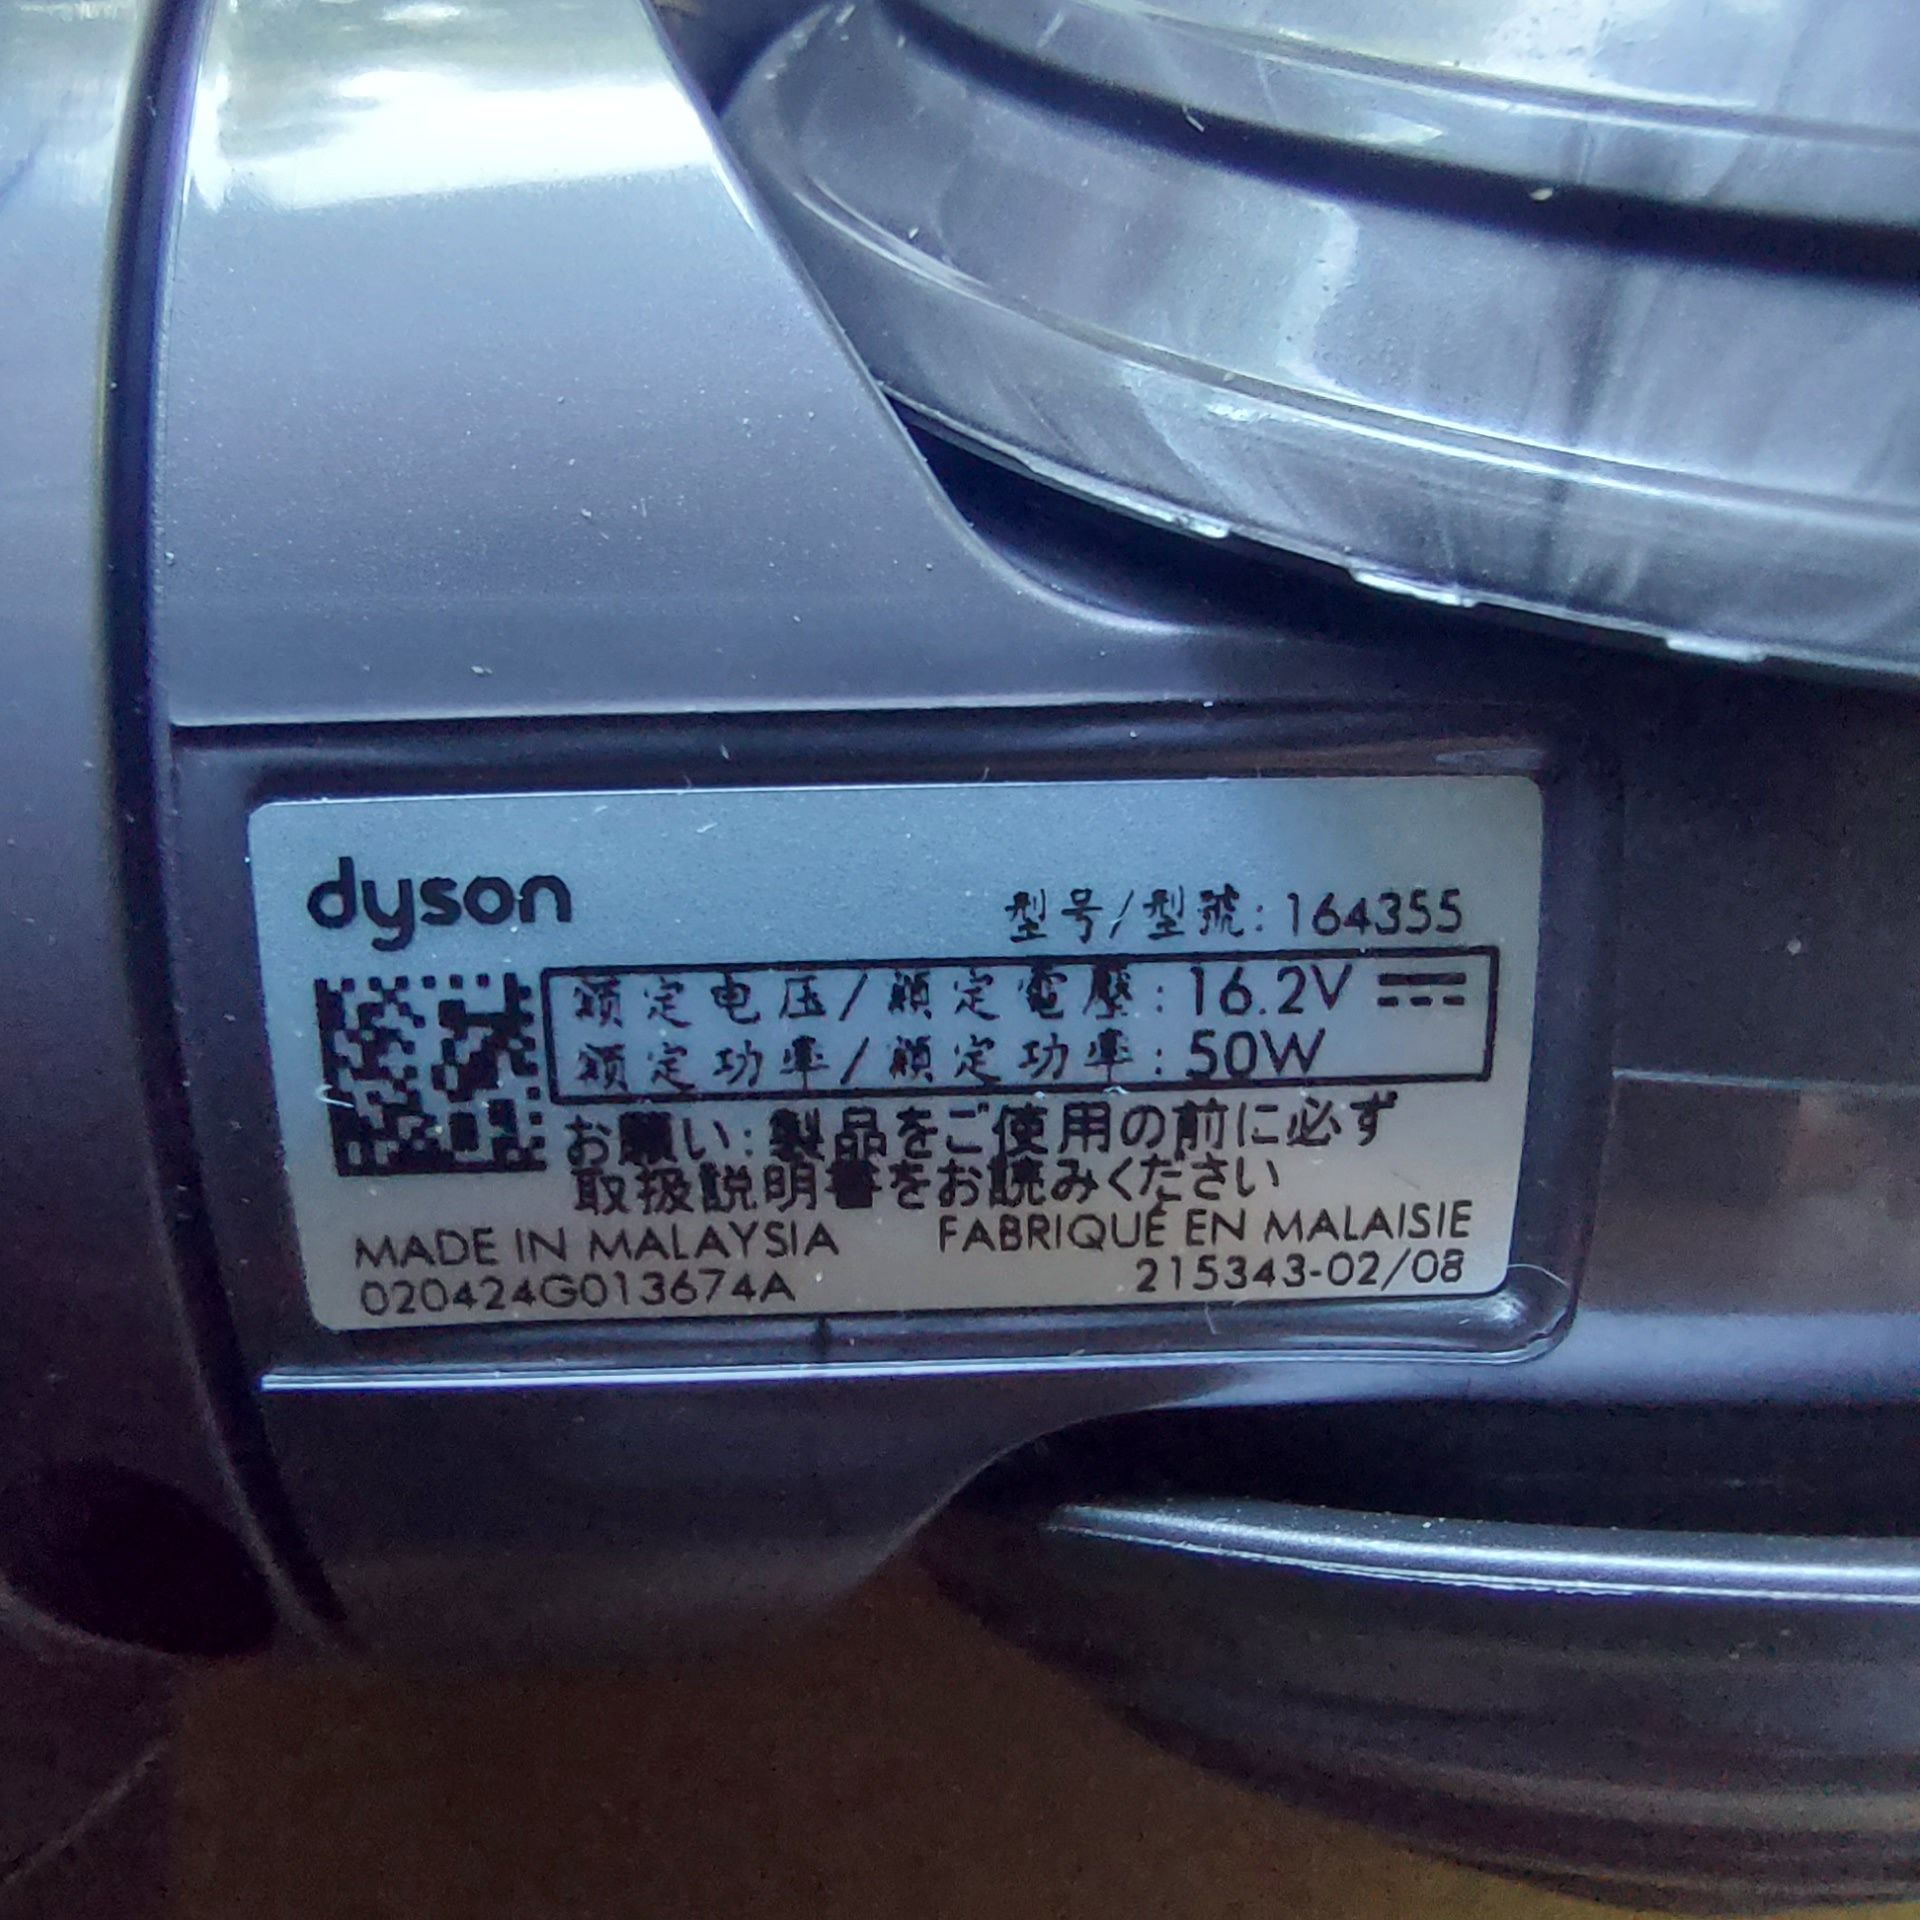 dyson
型号/型號: 164355
额定电压/額定電壓: 16.2V
额定功率/額定功率: 50W
お願い: 製品をご使用の前に必ず
取扱説明書をお読みください
MADE IN MALAYSIA FABRIQUÉ EN MALAISIE
020424G013674A 215343-02/08